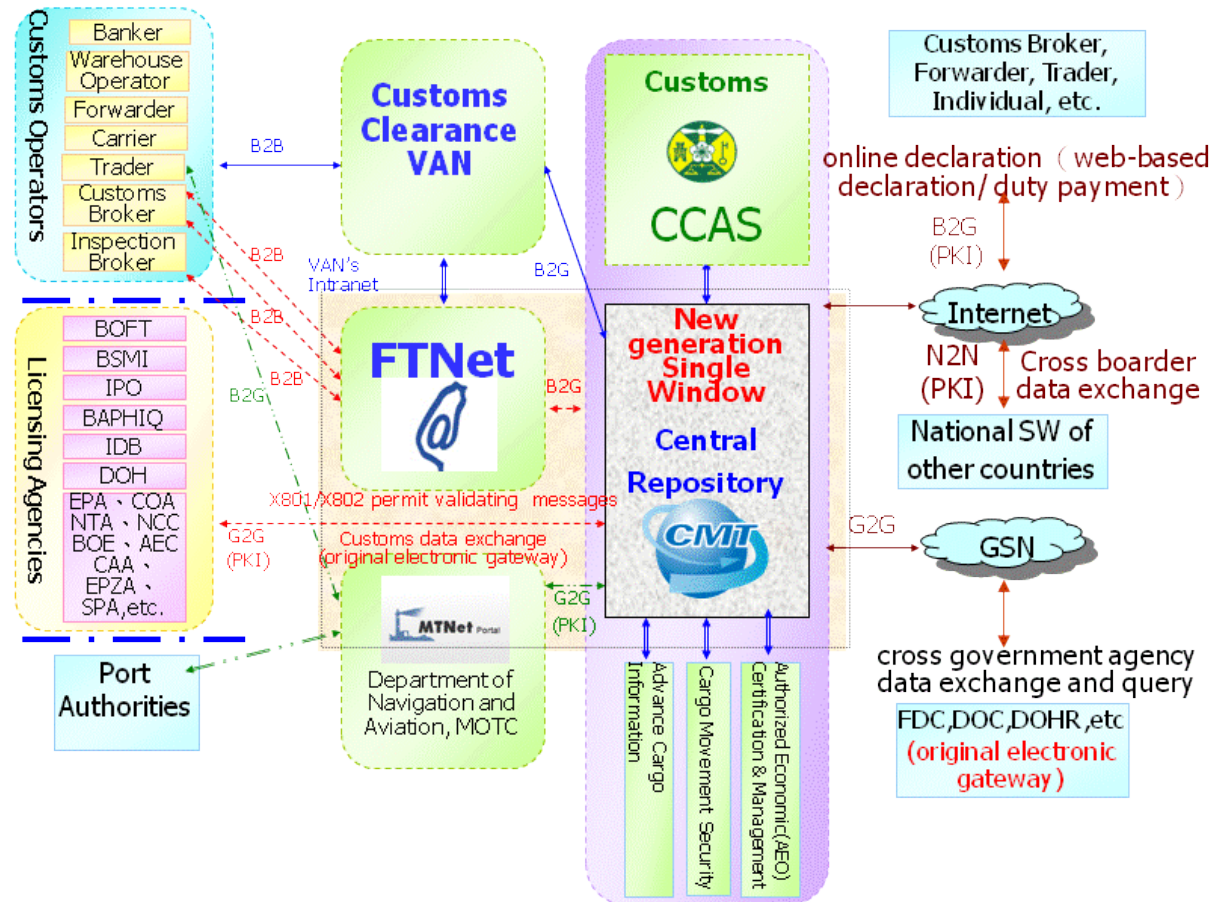 Customs Operators
Banker
Warehouse
Operator
Forwarder
Carrier
Trader
Customs
Broker
Inspection
Broker
Licensing Agencies
BOFT
BSMI
IPO
BAPHIQ
IDB
DOH
EPA、COA
NTA、NCC
BOE、AEC
CAA、
EPZA、
SPA,etc.
Port
Authorities
B2B
Customs
Clearance
VAN
VAN's
Intranet
B2B
B2B
B2B
B2G
B2G
FTNet
B2G
X801/X802 permit validating messages
G2G
(PKI)
Customs data exchange
(original electronic gateway)
G2G
(PKI)
MTNet Portal
Department of
Navigation and
Aviation, MOTC
Customs
CCAS
New
generation
Single
Window
Central
Repository
CMT
Advance Cargo
Information
Cargo Movement Security
Authorized Economic(AEO)
Certification & Management
Customs Broker,
Forwarder, Trader,
Individual, etc.
online declaration（web-based
declaration/ duty payment）
B2G
(PKI)
Internet
N2N
(PKI)
Cross boarder
data exchange
National SW of
other countries
G2G
GSN
cross government agency
data exchange and query
FDC,DOC,DOHR,etc
(original electronic
gateway)